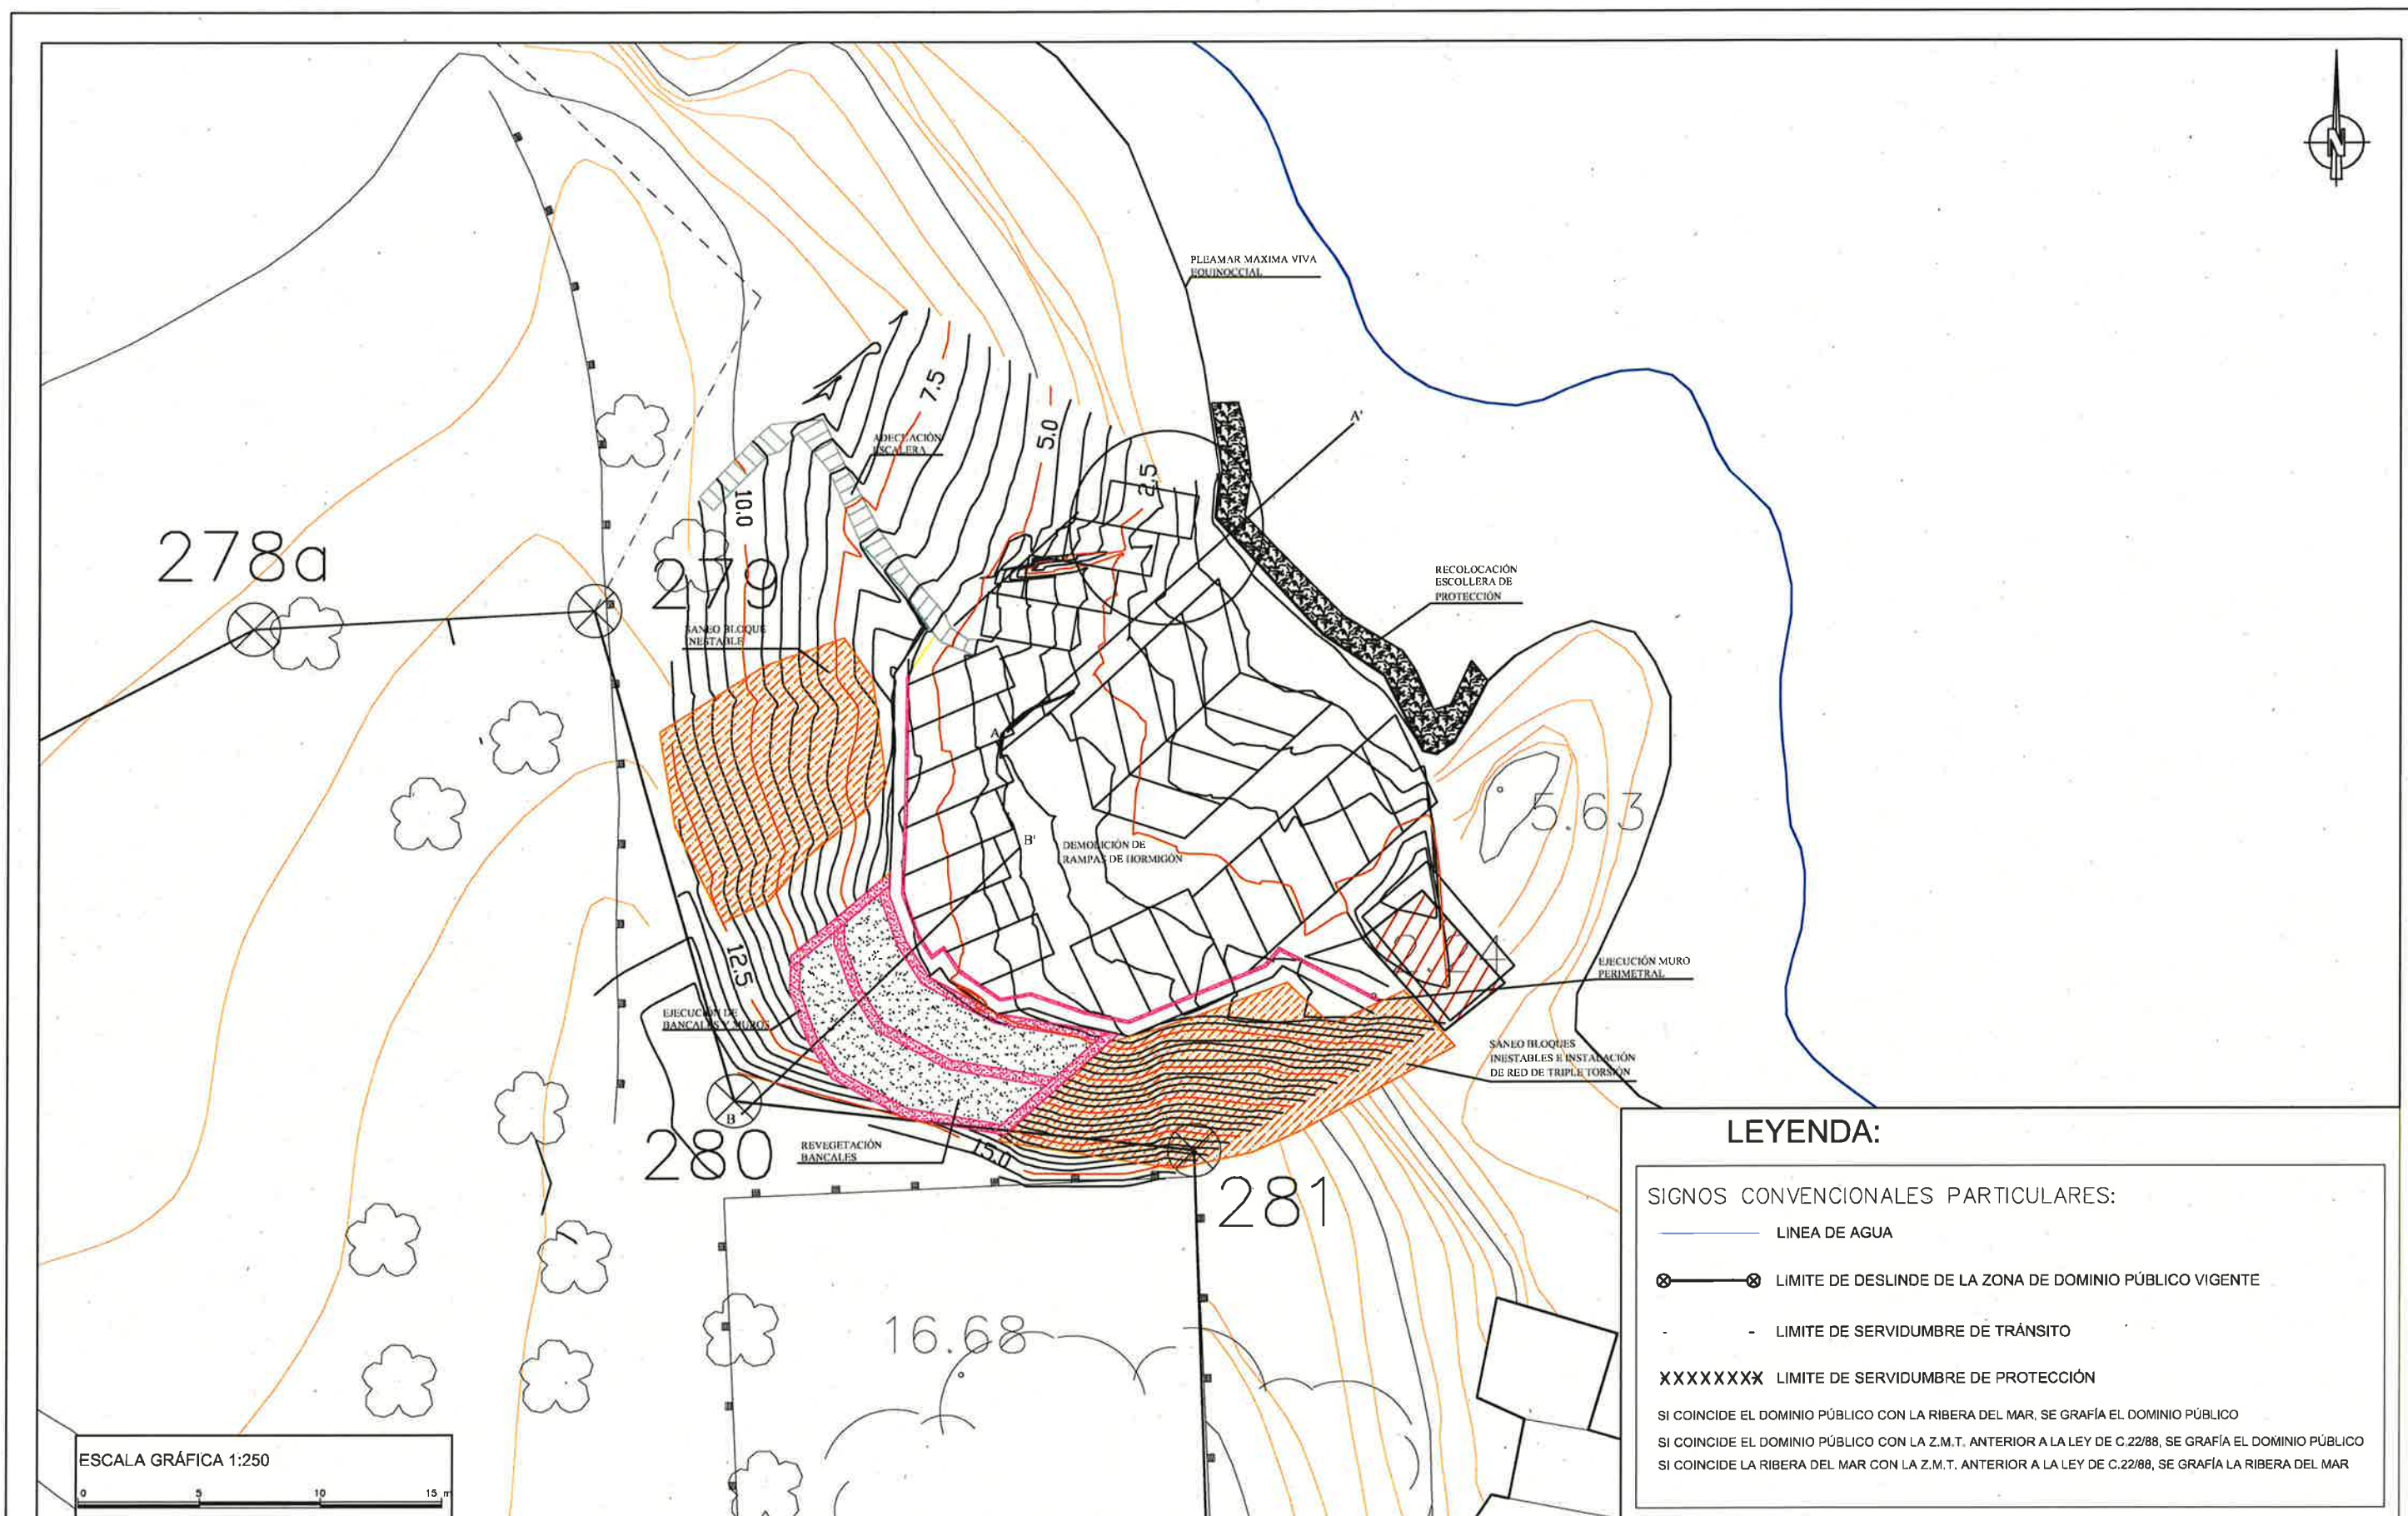 N
PLEAMAR MAXIMA VIVA
EQUINOCCIAL
7.5
A'
5.0
ADECUACIÓN
ESCALERA
2.5
10.0
278a
279
RECOLOCACIÓN
ESCOLLERA DE
PROTECCIÓN
SANEO BLOQUE
INESTABLE
A
5.63
B'
DEMOLICIÓN DE
RAMPAS DE HORMIGÓN
12.5
EJECUCIÓN MURO
PERIMETRAL
EJECUCIÓN DE
BANCALES Y MUROS
SANEO BLOQUES
INESTABLES E INSTALACIÓN
DE RED DE TRIPLE TORSIÓN
B
280
REVEGETACIÓN
BANCALES
15.0
281
16.68
LEYENDA:
SIGNOS CONVENCIONALES PARTICULARES:
LINEA DE AGUA
LIMITE DE DESLINDE DE LA ZONA DE DOMINIO PÚBLICO VIGENTE
- - LIMITE DE SERVIDUMBRE DE TRÁNSITO
XXXXXXXX LIMITE DE SERVIDUMBRE DE PROTECCIÓN
SI COINCIDE EL DOMINIO PÚBLICO CON LA RIBERA DEL MAR, SE GRAFÍA EL DOMINIO PÚBLICO
SI COINCIDE EL DOMINIO PÚBLICO CON LA Z.M.T. ANTERIOR A LA LEY DE C.22/88, SE GRAFÍA EL DOMINIO PÚBLICO
SI COINCIDE LA RIBERA DEL MAR CON LA Z.M.T. ANTERIOR A LA LEY DE C.22/88, SE GRAFÍA LA RIBERA DEL MAR
ESCALA GRÁFICA 1:250
0 5 10 15 m